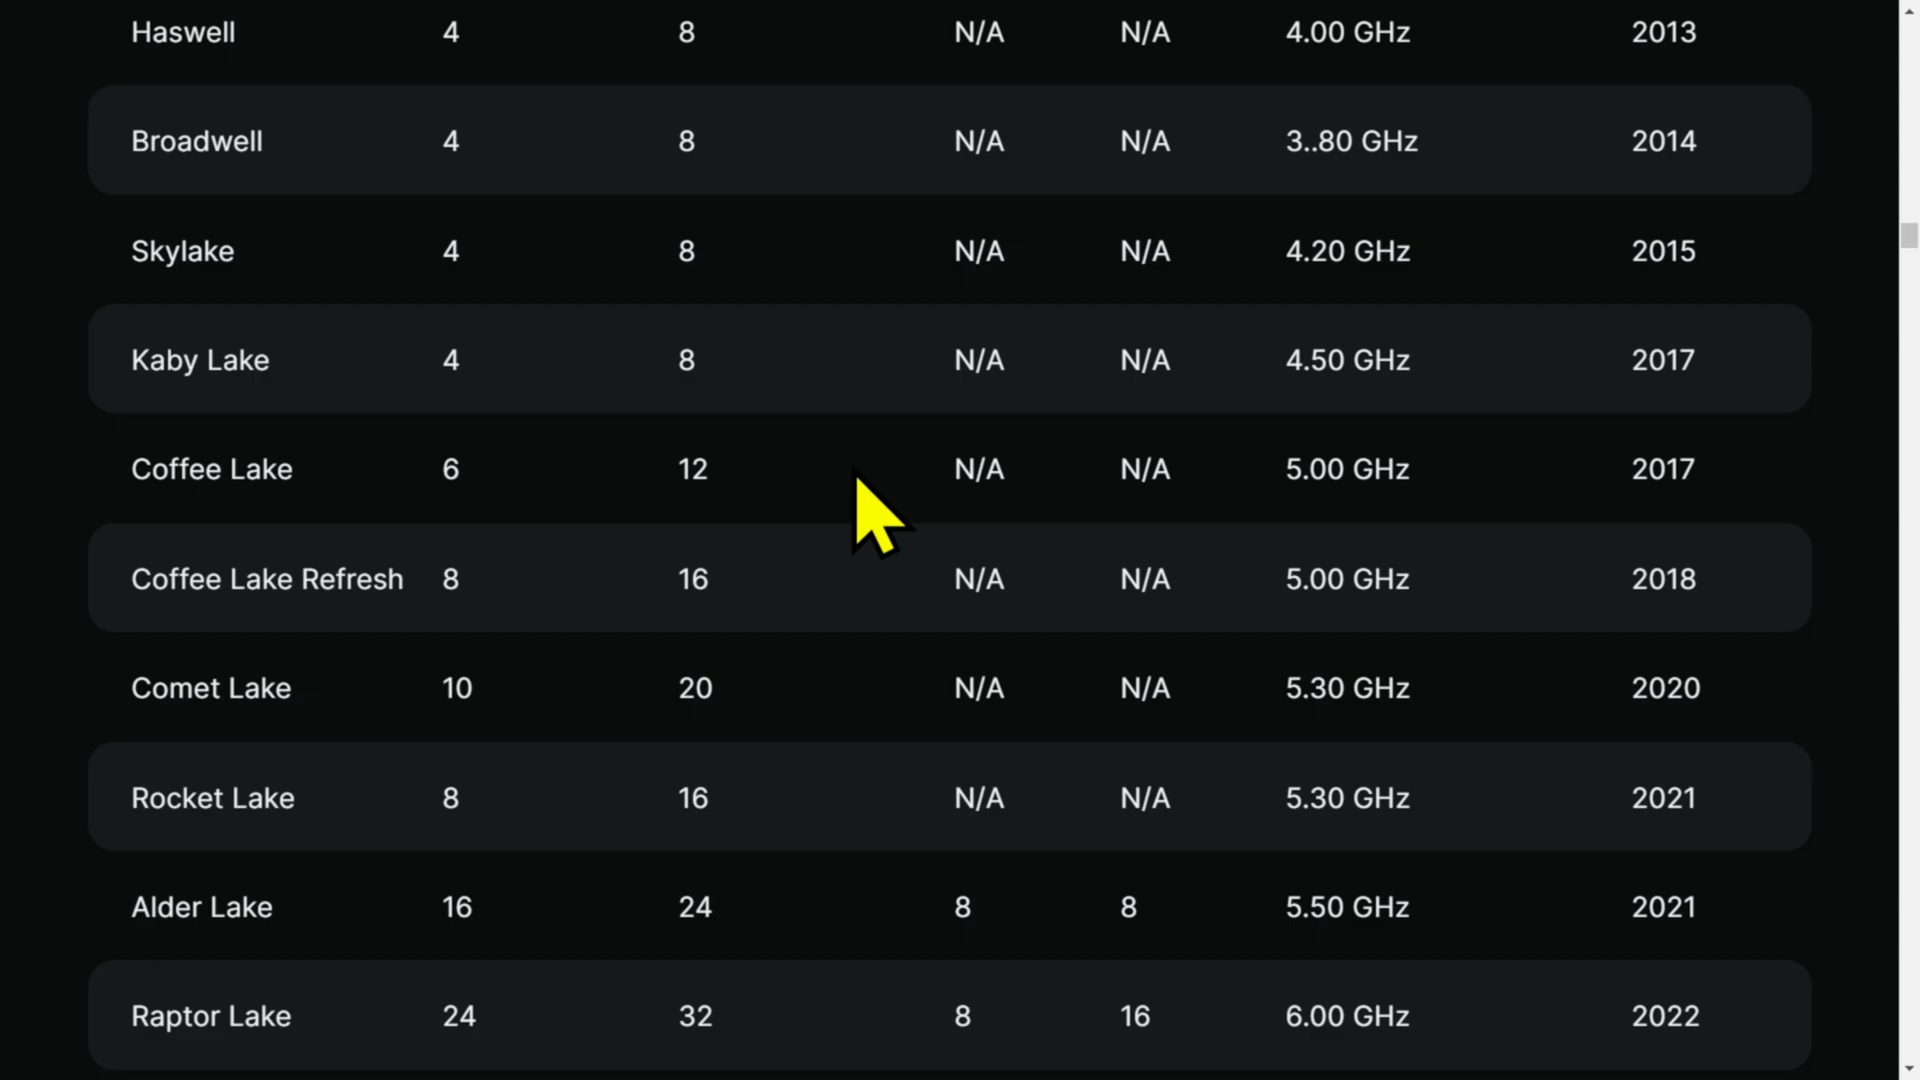 Haswell 4 8 N/A N/A 4.00 GHz 2013
Broadwell 4 8 N/A N/A 3..80 GHz 2014
Skylake 4 8 N/A N/A 4.20 GHz 2015
Kaby Lake 4 8 N/A N/A 4.50 GHz 2017
Coffee Lake 6 12 N/A N/A 5.00 GHz 2017
Coffee Lake Refresh 8 16 N/A N/A 5.00 GHz 2018
Comet Lake 10 20 N/A N/A 5.30 GHz 2020
Rocket Lake 8 16 N/A N/A 5.30 GHz 2021
Alder Lake 16 24 8 8 5.50 GHz 2021
Raptor Lake 24 32 8 16 6.00 GHz 2022